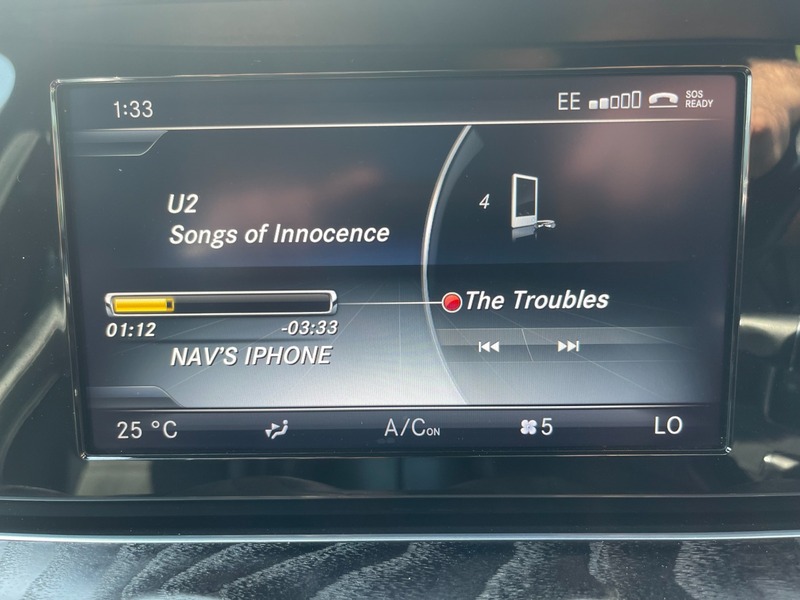 1:33
EE
SOS
READY
U2
Songs of Innocence
4
The Troubles
01:12 -03:33
NAV'S IPHONE
25 °C
A/C ON
5
LO